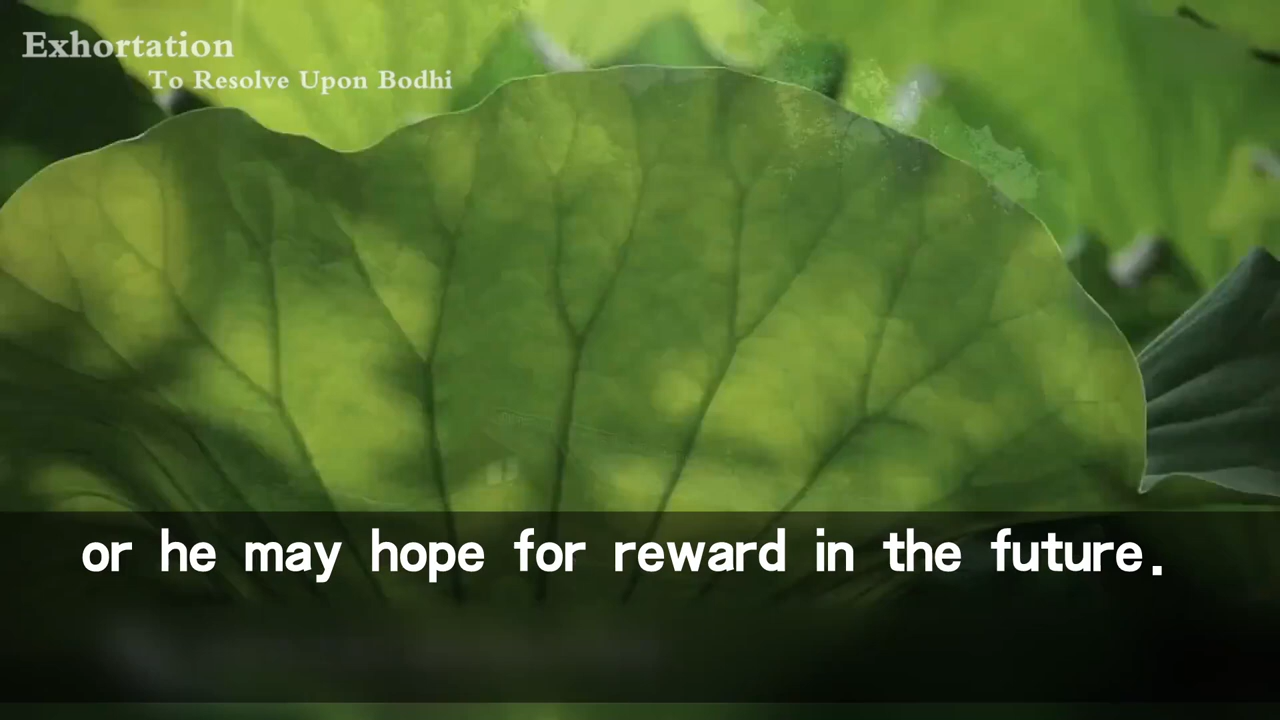 Exhortation
To Resolve Upon Bodhi
or he may hope for reward in the future.